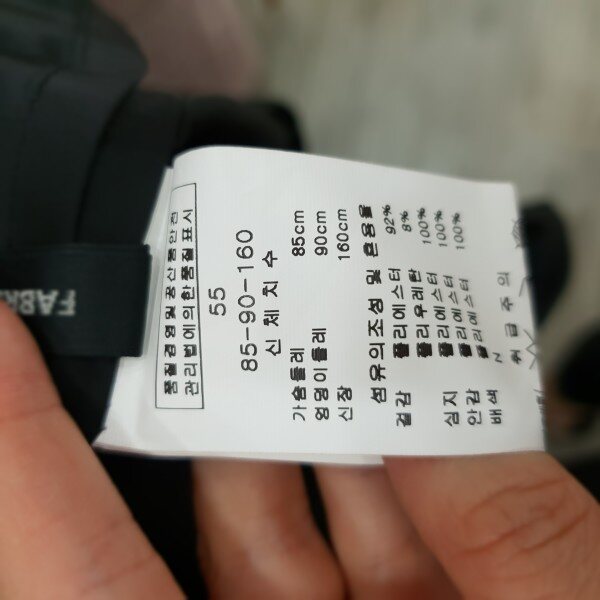 FABR
품질경영및공산품안전
관리법에의한품질표시
55
85-90-160
신체치수
가슴둘레 85cm
엉덩이둘레 90cm
신장 160cm
섬유의조성 및 혼용율
겉감 폴리에스터 92%
폴리우레탄 8%
심지 폴리에스터 100%
안감 폴리에스터 100%
배색 폴리에스터 100%
취급주의